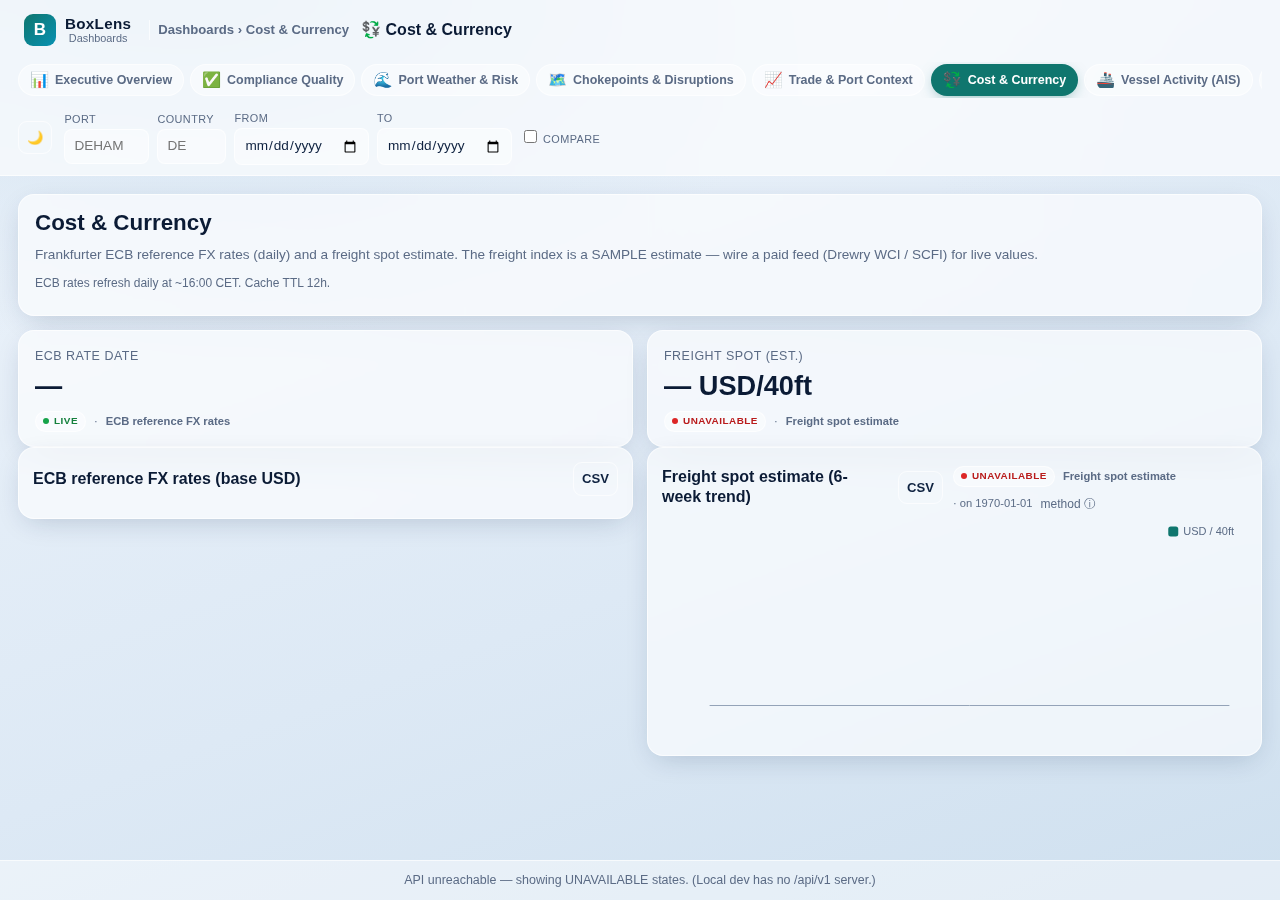 B
BoxLens
Dashboards
Dashboards › Cost & Currency
💱 Cost & Currency
📊 Executive Overview
✅ Compliance Quality
🌊 Port Weather & Risk
🗺️ Chokepoints & Disruptions
📈 Trade & Port Context
💱 Cost & Currency
🚢 Vessel Activity (AIS)
🌙
PORT
COUNTRY
FROM
TO
DEHAM
DE
mm/dd/yyyy
mm/dd/yyyy
COMPARE
Cost & Currency
Frankfurter ECB reference FX rates (daily) and a freight spot estimate. The freight index is a SAMPLE estimate — wire a paid feed (Drewry WCI / SCFI) for live values.
ECB rates refresh daily at ~16:00 CET. Cache TTL 12h.
ECB RATE DATE
—
LIVE · ECB reference FX rates
FREIGHT SPOT (EST.)
— USD/40ft
UNAVAILABLE · Freight spot estimate
ECB reference FX rates (base USD)
CSV
Freight spot estimate (6-
week trend)
CSV
UNAVAILABLE Freight spot estimate
· on 1970-01-01 method ⓘ
USD / 40ft
API unreachable — showing UNAVAILABLE states. (Local dev has no /api/v1 server.)